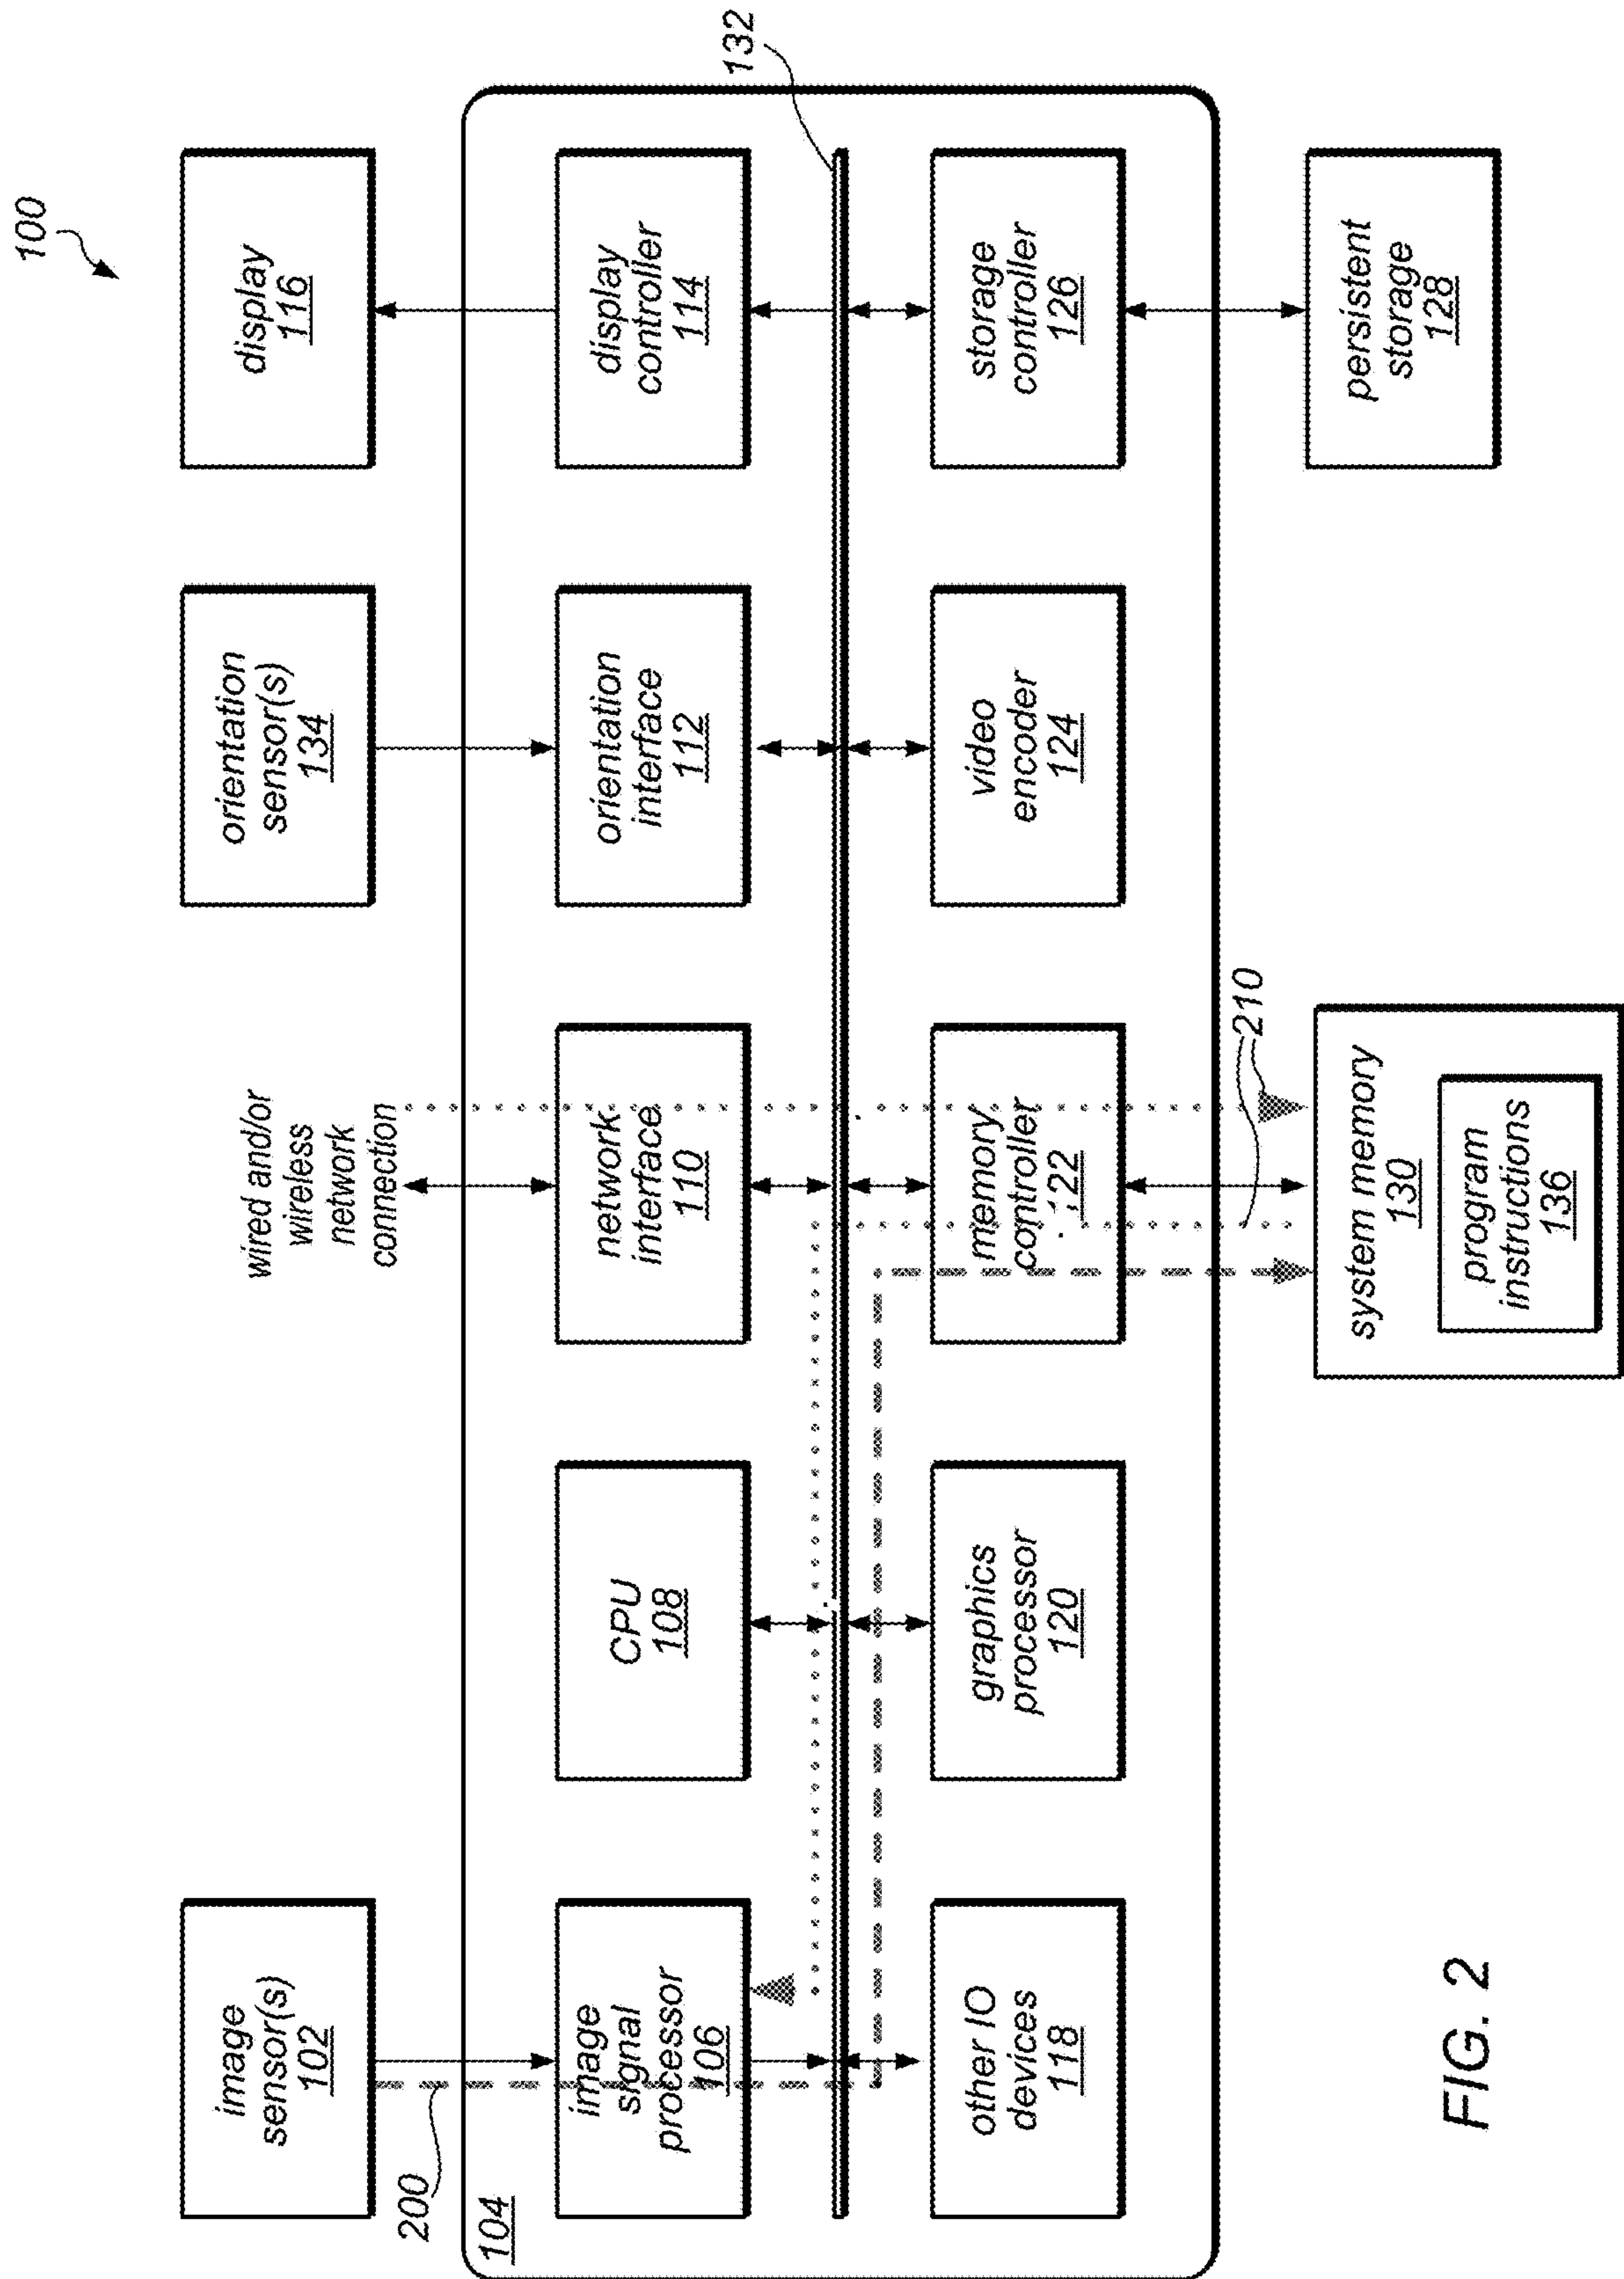 100
image
sensor(s)
102
wired and/or
wireless
network
connection
orientation
sensor(s)
134
display
116
200
104
image
signal
processor
106
CPU
108
network
interface
110
orientation
interface
112
display
controller
114
132
other IO
devices
118
graphics
processor
120
memory
controller
122
video
encoder
124
storage
controller
126
210
system memory
130
program
instructions
136
persistent
storage
128
FIG. 2